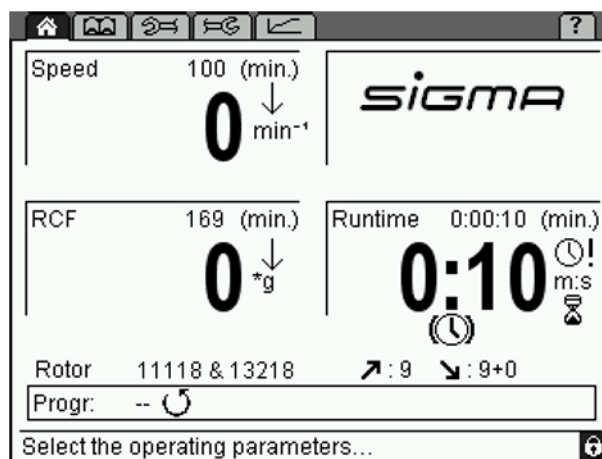 ?
Speed 100 (min.)
0 min⁻¹
sigma
RCF 169 (min.)
0 *g
Runtime 0:00:10 (min.)
0:10 ! m:s
Rotor 11118 & 13218 ↗: 9 ↘: 9+0
Progr: --
Select the operating parameters...